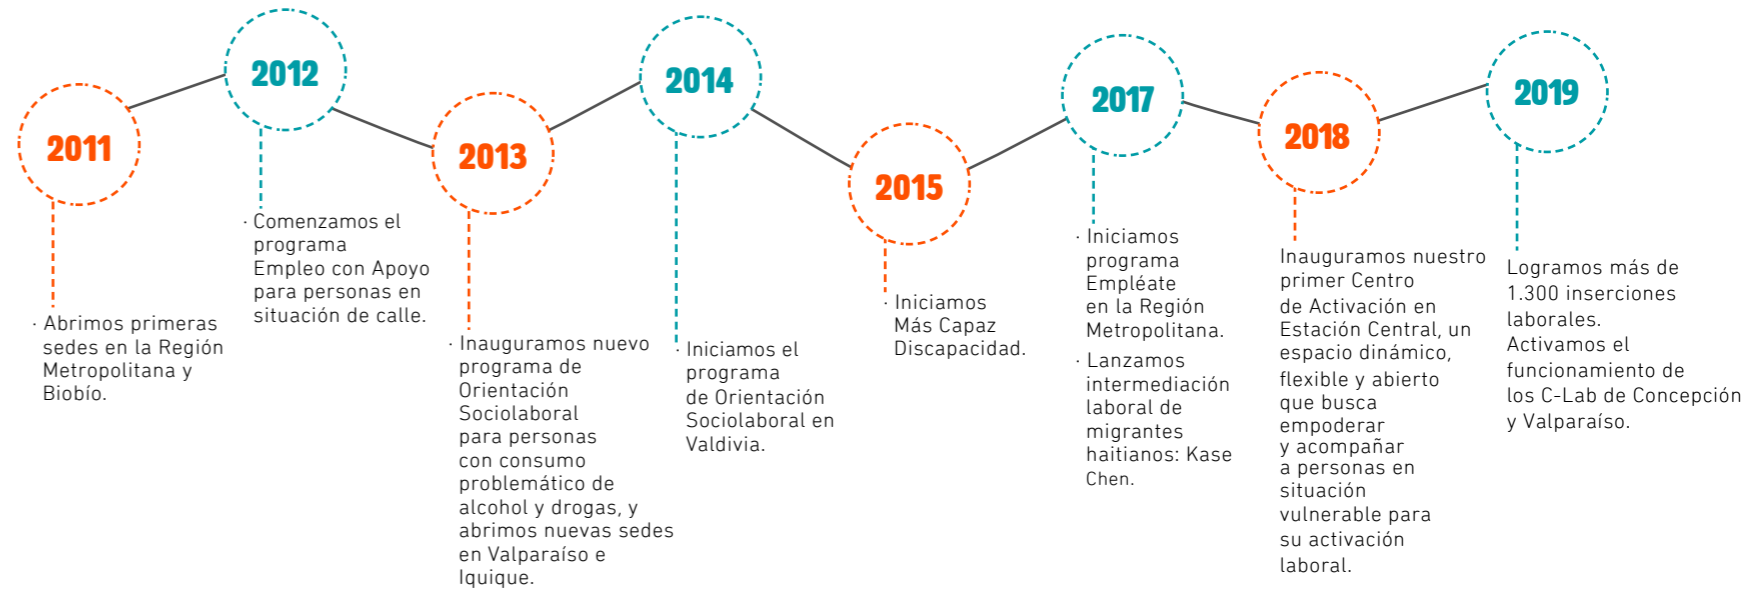 2011
· Abrimos primeras
sedes en la Región
Metropolitana y
Biobío.
2012
· Comenzamos el
programa
Empleo con Apoyo
para personas en
situación de calle.
2013
· Inauguramos nuevo
programa de
Orientación
Sociolaboral
para personas
con consumo
problemático de
alcohol y drogas, y
abrimos nuevas sedes
en Valparaíso e
Iquique.
2014
· Iniciamos el
programa
de Orientación
Sociolaboral en
Valdivia.
2015
· Iniciamos
Más Capaz
Discapacidad.
2017
· Iniciamos
programa
Empléate
en la Región
Metropolitana.
· Lanzamos
intermediación
laboral de
migrantes
haitianos: Kase
Chen.
2018
Inauguramos nuestro
primer Centro
de Activación en
Estación Central, un
espacio dinámico,
flexible y abierto
que busca
empoderar
y acompañar
a personas en
situación
vulnerable para
su activación
laboral.
2019
Logramos más de
1.300 inserciones
laborales.
Activamos el
funcionamiento de
los C-Lab de Concepción
y Valparaíso.